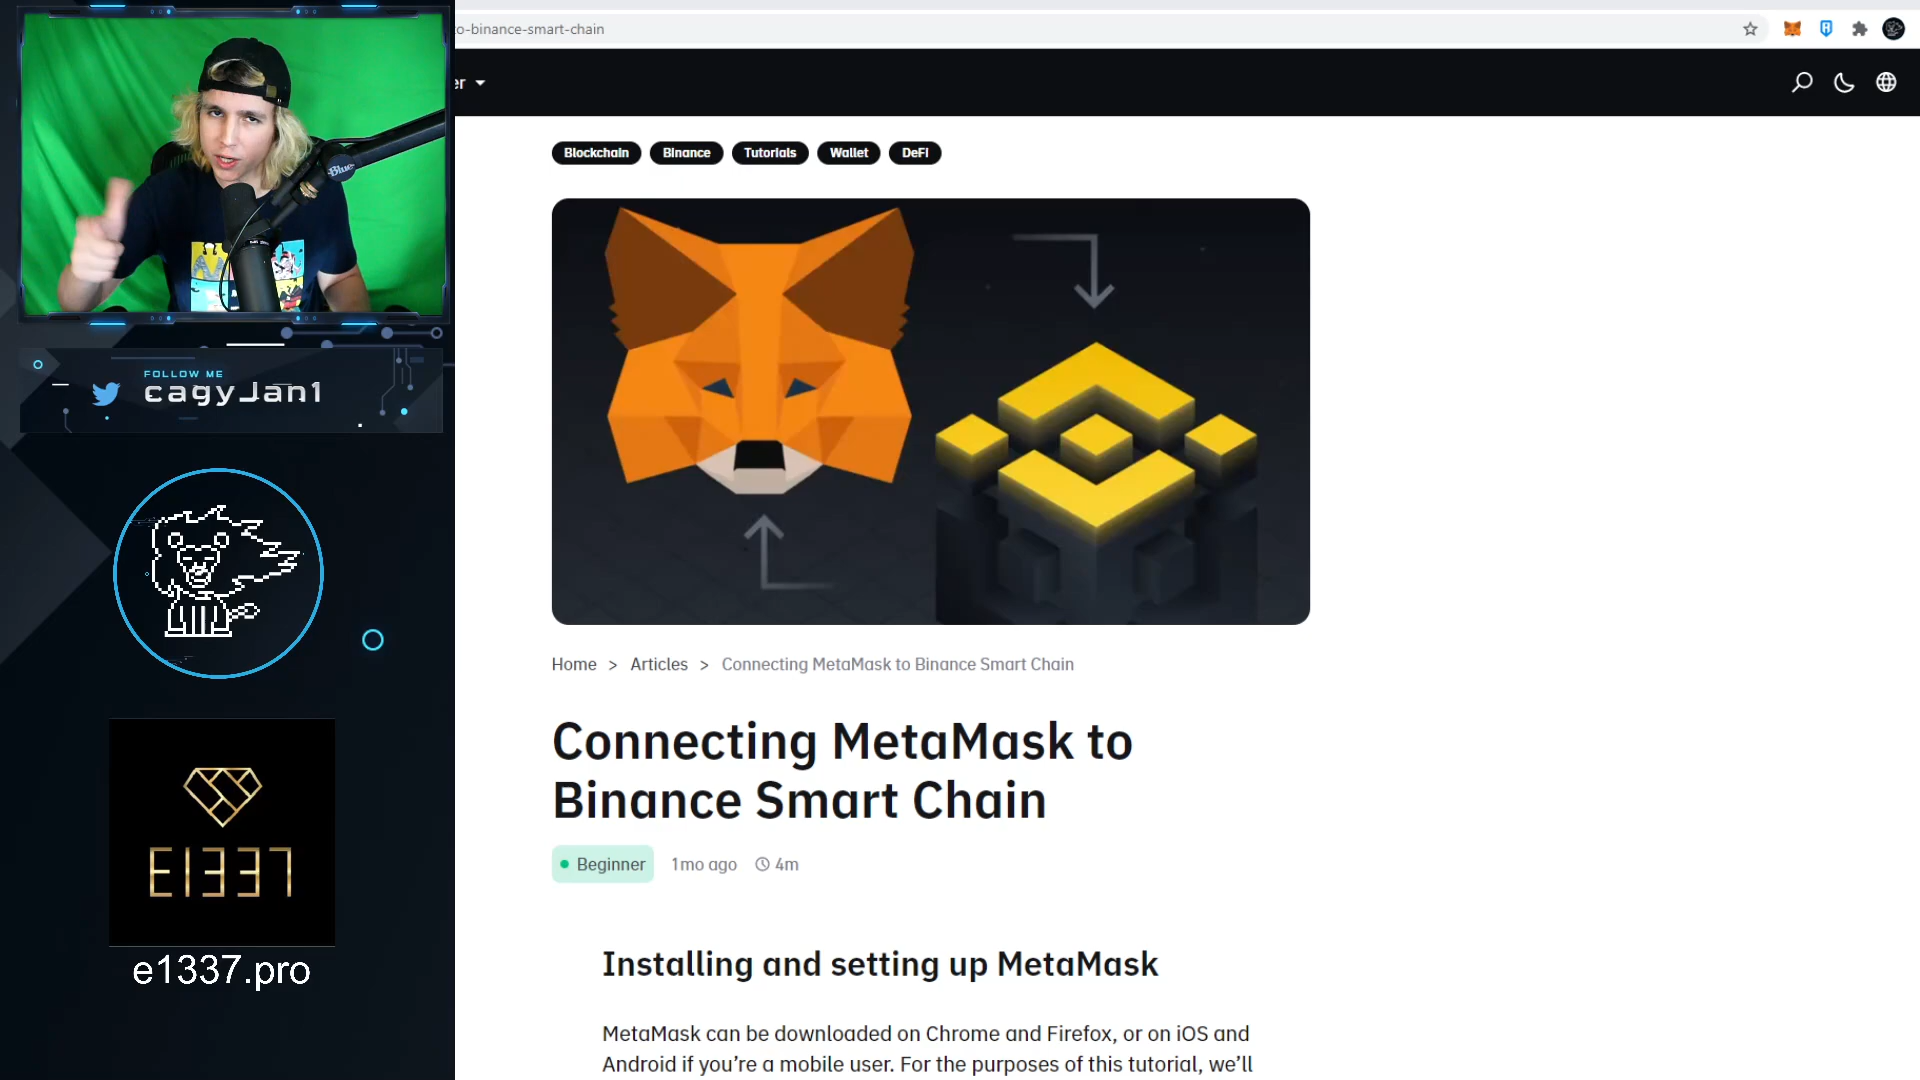 o-binance-smart-chain
er
Blockchain
Binance
Tutorials
Wallet
DeFi
Blue
FOLLOW ME
cagyJan1
E1337
e1337.pro
Home > Articles > Connecting MetaMask to Binance Smart Chain
Connecting MetaMask to
Binance Smart Chain
Beginner
1mo ago
4m
Installing and setting up MetaMask
MetaMask can be downloaded on Chrome and Firefox, or on iOS and
Android if you’re a mobile user. For the purposes of this tutorial, we’ll